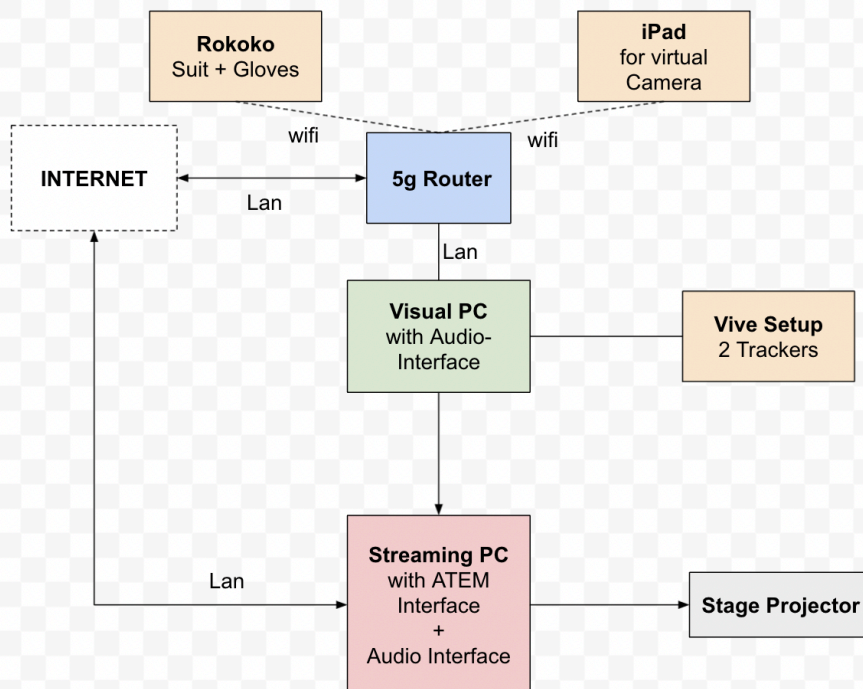 Rokoko
Suit + Gloves
iPad
for virtual
Camera
wifi
wifi
INTERNET
5g Router
Lan
Lan
Visual PC
with Audio-
Interface
Vive Setup
2 Trackers
Streaming PC
with ATEM
Interface
+
Audio Interface
Lan
Stage Projector